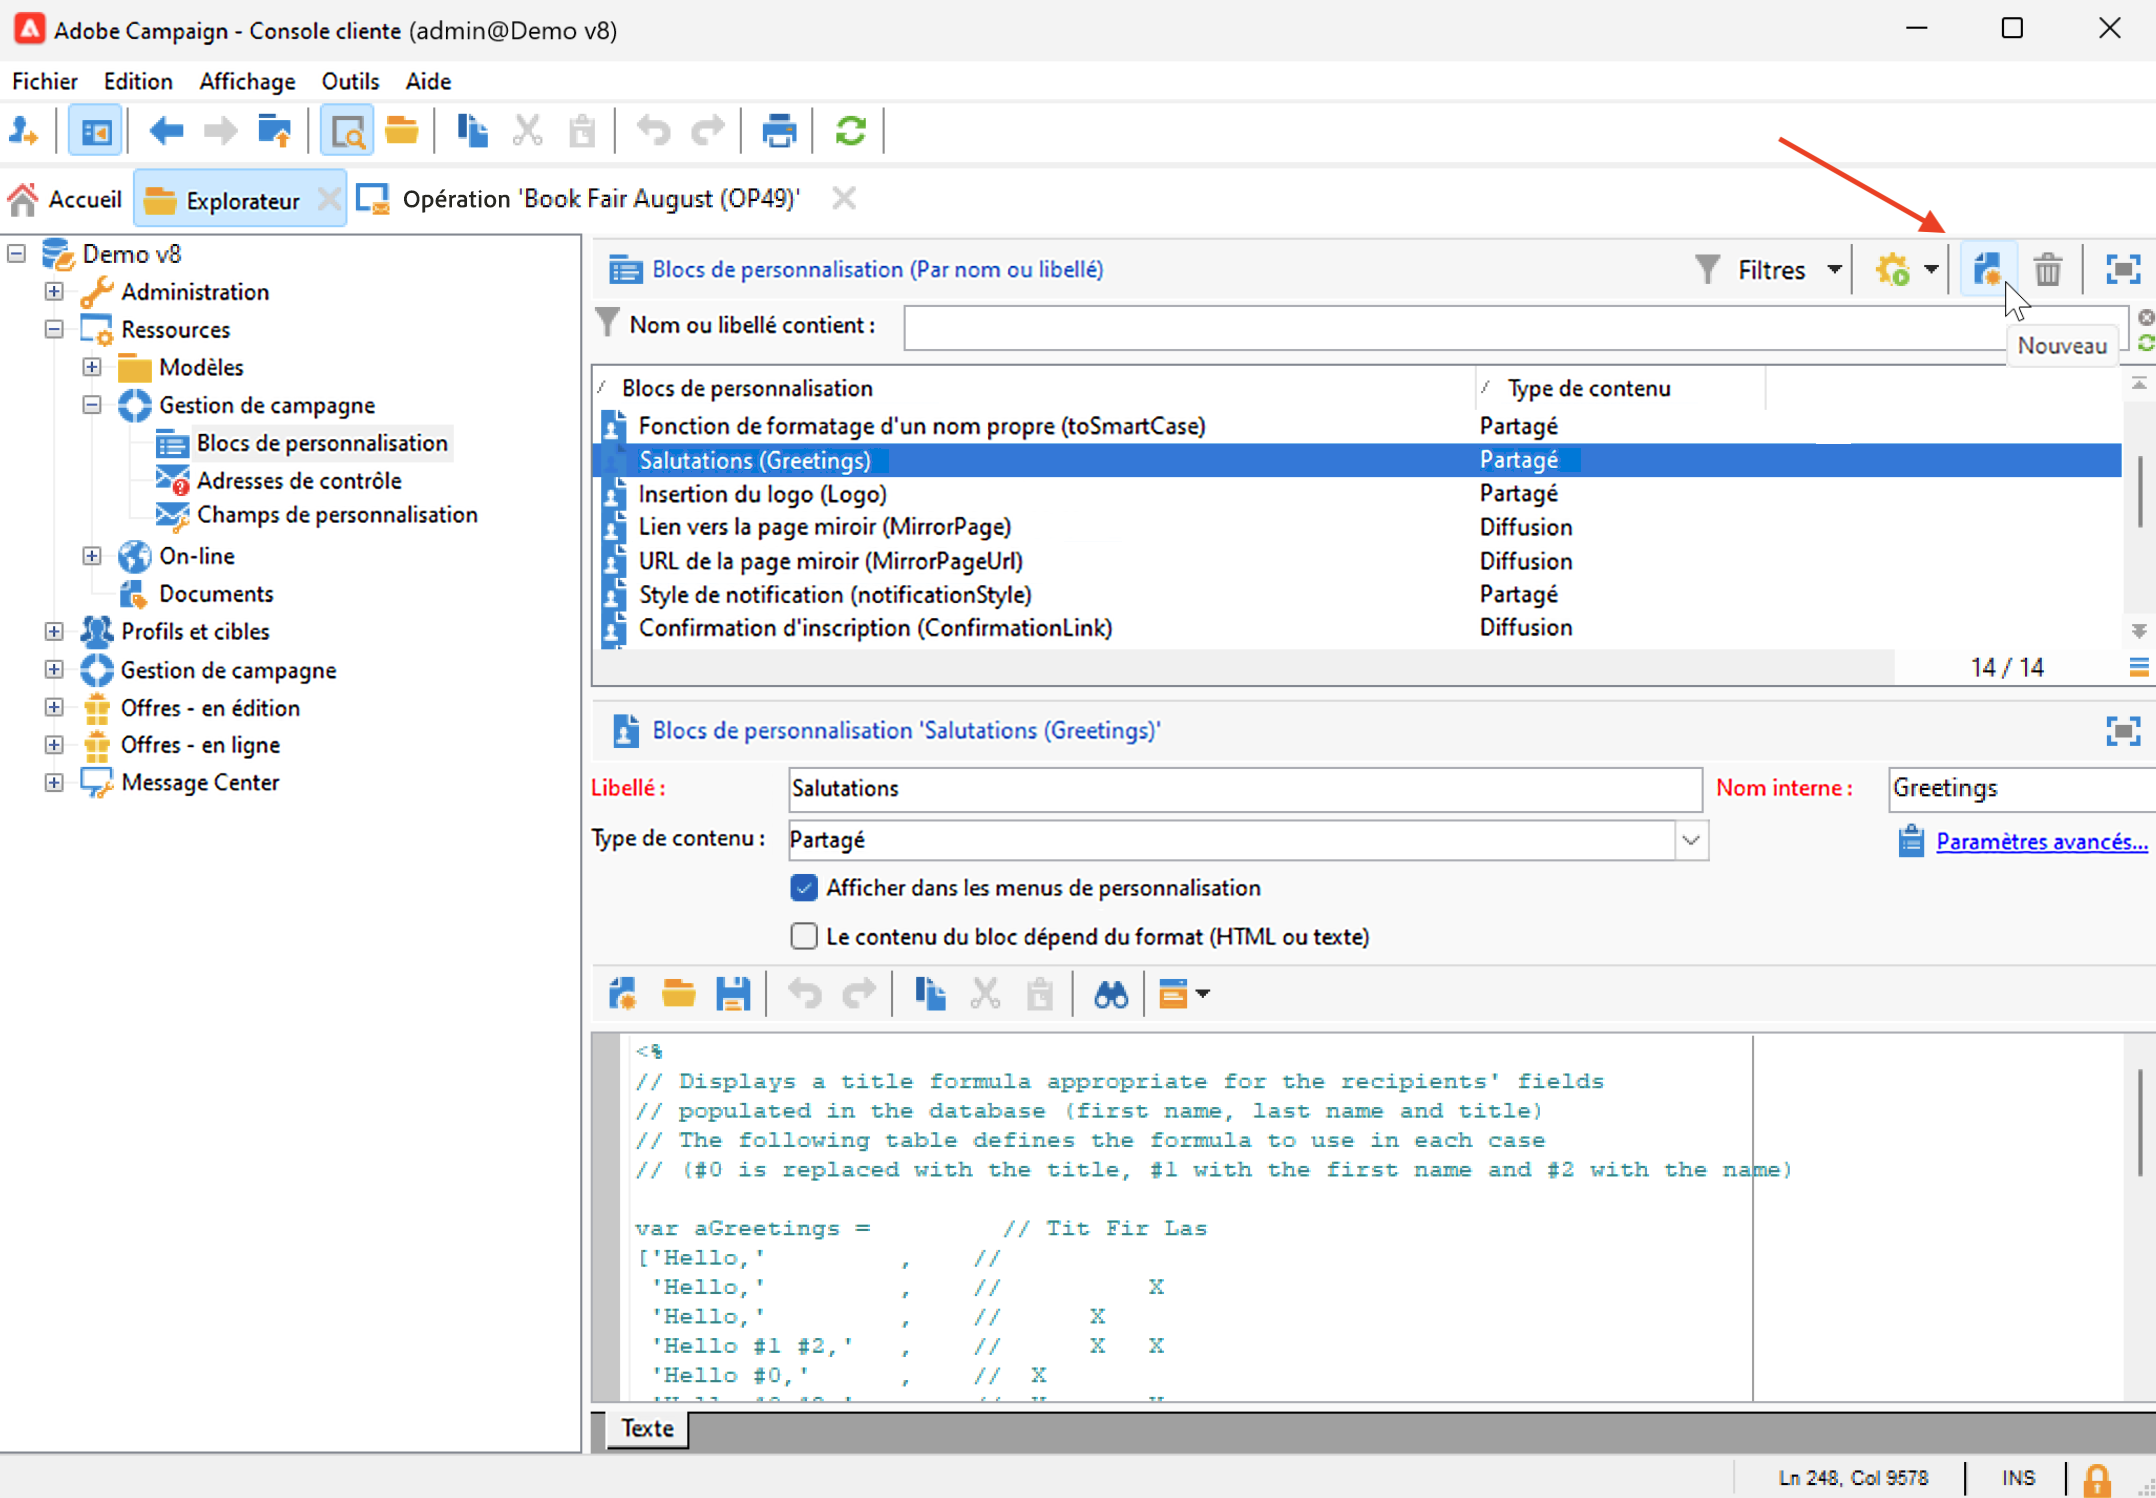 Adobe Campaign - Console cliente (admin@Demo v8)
Fichier Edition Affichage Outils Aide
Accueil Explorateur Opération 'Book Fair August (OP49)'
Demo v8
Administration
Ressources
Modèles
Gestion de campagne
Blocs de personnalisation
Adresses de contrôle
Champs de personnalisation
On-line
Documents
Profils et cibles
Gestion de campagne
Offres - en édition
Offres - en ligne
Message Center
Blocs de personnalisation (Par nom ou libellé) Filtres
Nom ou libellé contient :
Nouveau
Blocs de personnalisation Type de contenu
Fonction de formatage d'un nom propre (toSmartCase) Partagé
Salutations (Greetings) Partagé
Insertion du logo (Logo) Partagé
Lien vers la page miroir (MirrorPage) Diffusion
URL de la page miroir (MirrorPageUrl) Diffusion
Style de notification (notificationStyle) Partagé
Confirmation d'inscription (ConfirmationLink) Diffusion
14 / 14
Blocs de personnalisation 'Salutations (Greetings)'
Libellé : Salutations Nom interne : Greetings
Type de contenu : Partagé Paramètres avancés...
Afficher dans les menus de personnalisation
Le contenu du bloc dépend du format (HTML ou texte)
<%
// Displays a title formula appropriate for the recipients' fields
// populated in the database (first name, last name and title)
// The following table defines the formula to use in each case
// (#0 is replaced with the title, #1 with the first name and #2 with the name)
var aGreetings = // Tit Fir Las
['Hello,' , //
'Hello,' , // X
'Hello,' , // X
'Hello #1 #2,' , // X X
'Hello #0,' , // X
Texte
Ln 248, Col 9578 INS